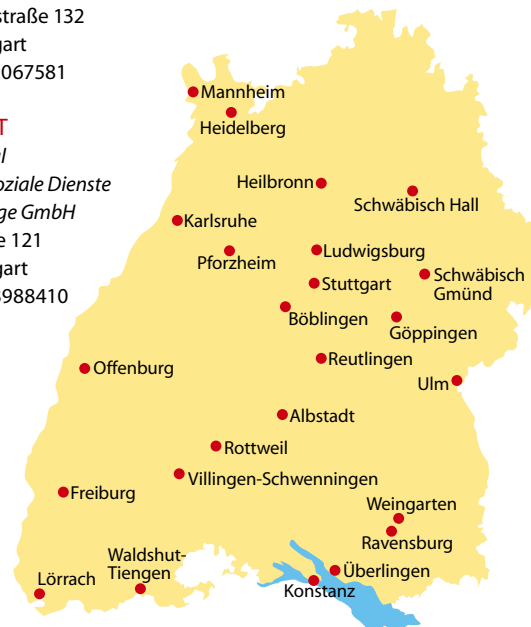 straße 132
gart
067581
T
l
oziale Dienste
ge GmbH
e 121
gart
988410
Mannheim
Heidelberg
Heilbronn
Schwäbisch Hall
Karlsruhe
Pforzheim
Ludwigsburg
Stuttgart
Schwäbisch
Gmünd
Böblingen
Göppingen
Offenburg
Reutlingen
Ulm
Albstadt
Rottweil
Villingen-Schwenningen
Freiburg
Weingarten
Ravensburg
Waldshut-
Tiengen
Überlingen
Lörrach
Konstanz